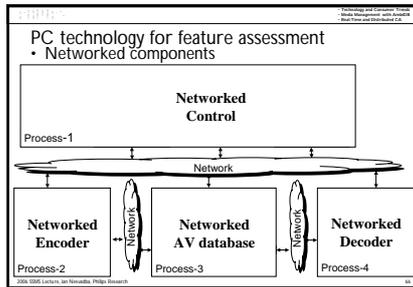 - Technology and Consumer Trends
- Media Management with AmbIDB
- Real Time and Distributed CA
PC technology for feature assessment
• Networked components
Networked
Control
Process-1
Network
Networked
Encoder
Process-2
Network
Networked
AV database
Process-3
Network
Networked
Decoder
Process-4
2006 SSMS Lecture, Jan Nesvadba, Philips Research